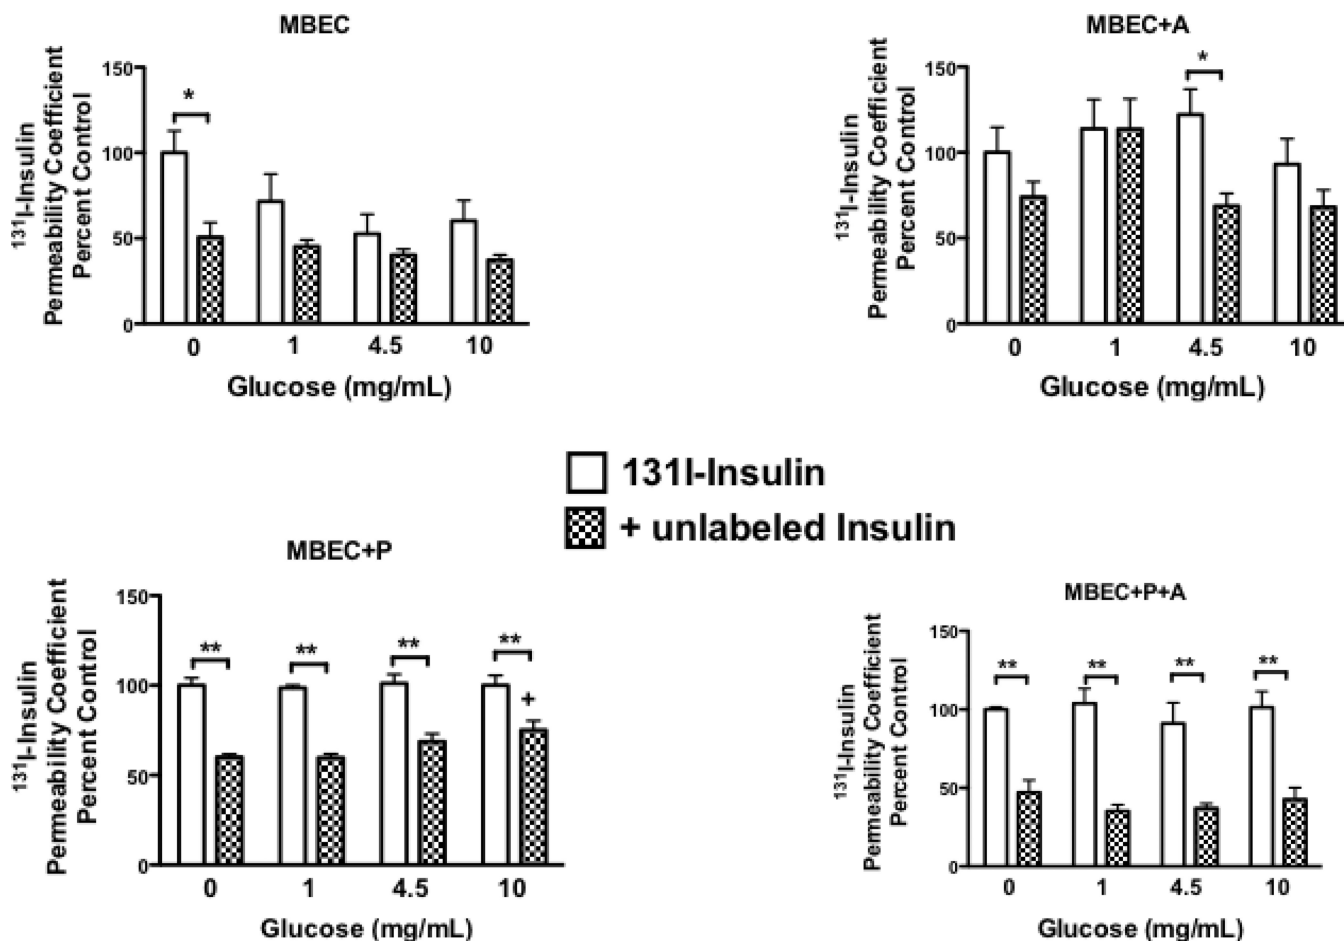 MBEC
131I-Insulin
Permeability Coefficient
Percent Control
150
100
50
0
*
0 1 4.5 10
Glucose (mg/mL)
MBEC+A
131I-Insulin
Permeability Coefficient
Percent Control
150
100
50
0
*
0 1 4.5 10
Glucose (mg/mL)
131I-Insulin
+ unlabeled Insulin
MBEC+P
131I-Insulin
Permeability Coefficient
Percent Control
150
100
50
0
** ** ** **
+
0 1 4.5 10
Glucose (mg/mL)
MBEC+P+A
131I-Insulin
Permeability Coefficient
Percent Control
150
100
50
0
** ** ** **
0 1 4.5 10
Glucose (mg/mL)